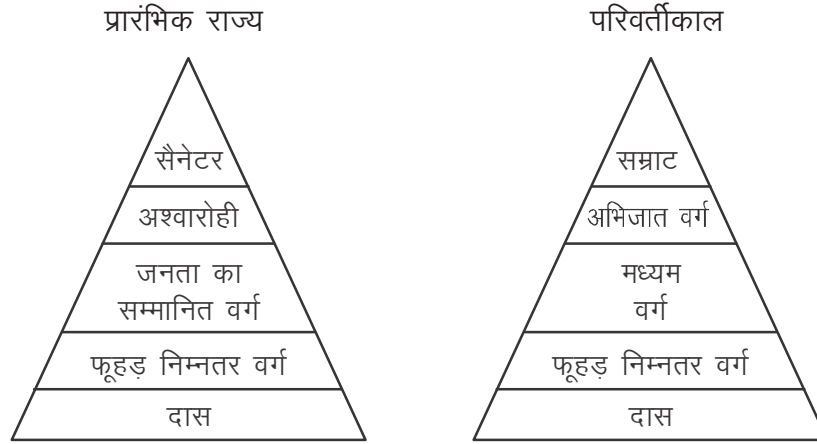 प्रारंभिक राज्य
सैनेटर
अश्वारोही
जनता का
सम्मानित वर्ग
फूहड़ निम्नतर वर्ग
दास
परिवर्तीकाल
सम्राट
अभिजात वर्ग
मध्यम
वर्ग
फूहड़ निम्नतर वर्ग
दास